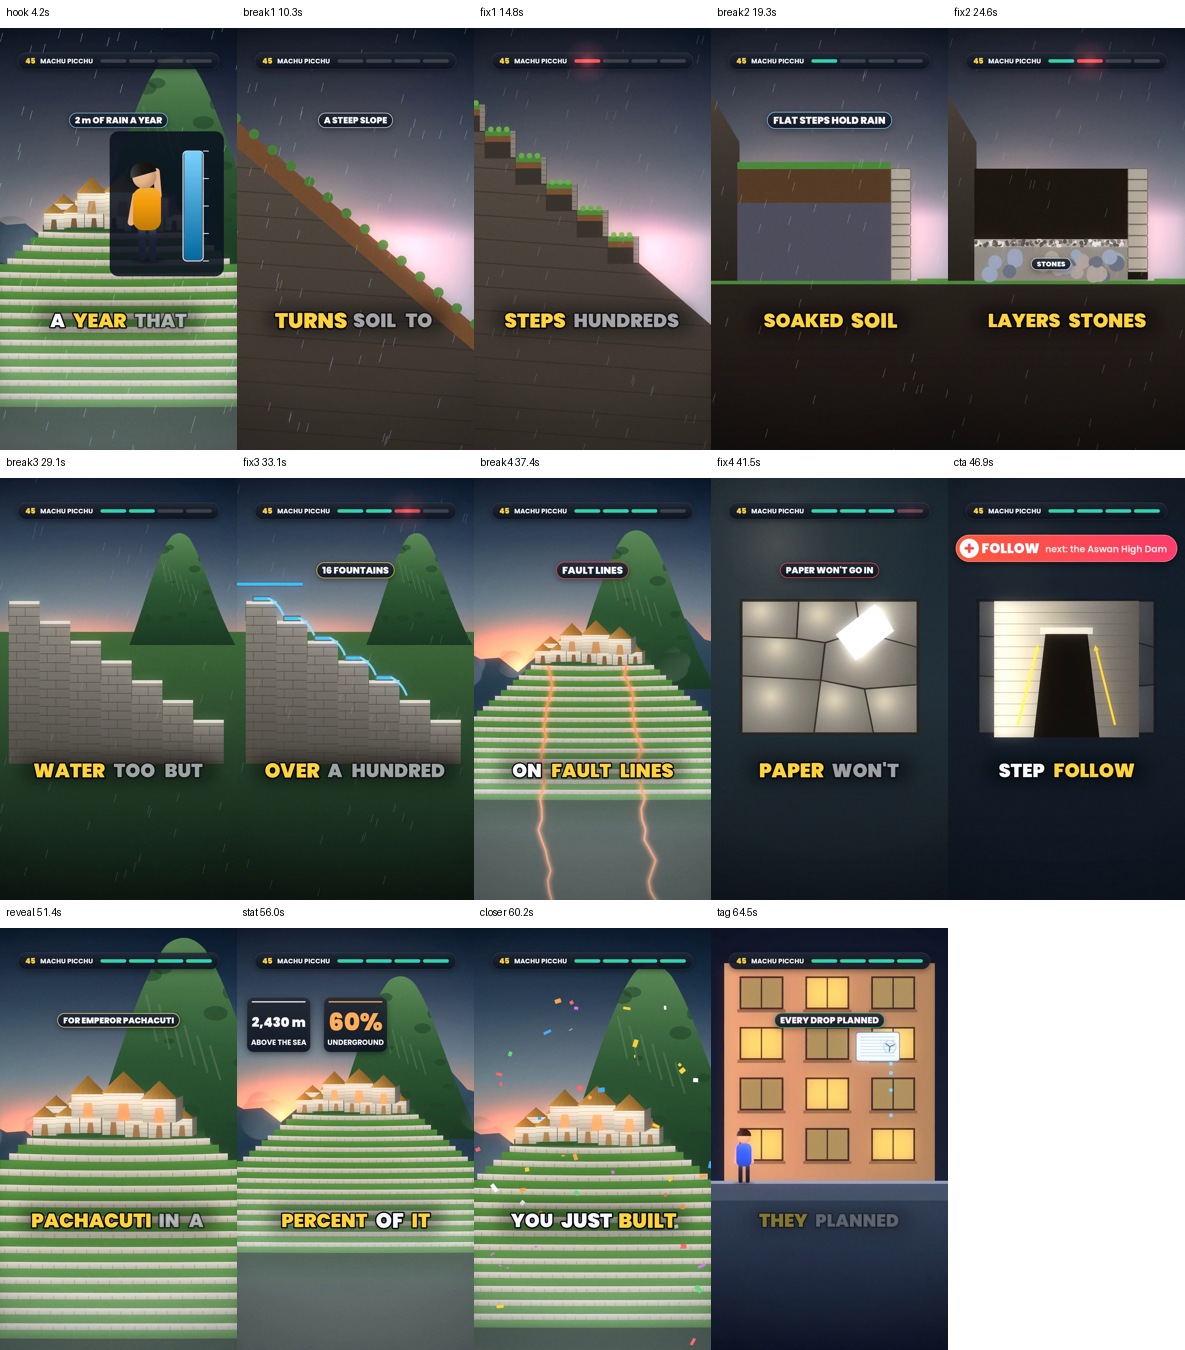 hook 4.2s
45 MACHU PICCHU
2 m OF RAIN A YEAR
A YEAR THAT
break1 10.3s
45 MACHU PICCHU
A STEEP SLOPE
TURNS SOIL TO
fix1 14.8s
45 MACHU PICCHU
STEPS HUNDREDS
break2 19.3s
45 MACHU PICCHU
FLAT STEPS HOLD RAIN
SOAKED SOIL
fix2 24.6s
45 MACHU PICCHU
STONES
LAYERS STONES
break3 29.1s
45 MACHU PICCHU
WATER TOO BUT
fix3 33.1s
45 MACHU PICCHU
16 FOUNTAINS
OVER A HUNDRED
break4 37.4s
45 MACHU PICCHU
FAULT LINES
ON FAULT LINES
fix4 41.5s
45 MACHU PICCHU
PAPER WON'T GO IN
PAPER WON'T
cta 46.9s
45 MACHU PICCHU
FOLLOW next: the Aswan High Dam
STEP FOLLOW
reveal 51.4s
45 MACHU PICCHU
FOR EMPEROR PACHACUTI
PACHACUTI IN A
stat 56.0s
45 MACHU PICCHU
2,430 m
ABOVE THE SEA
60%
UNDERGROUND
PERCENT OF IT
closer 60.2s
45 MACHU PICCHU
YOU JUST BUILT
tag 64.5s
45 MACHU PICCHU
EVERY DROP PLANNED
THEY PLANNED